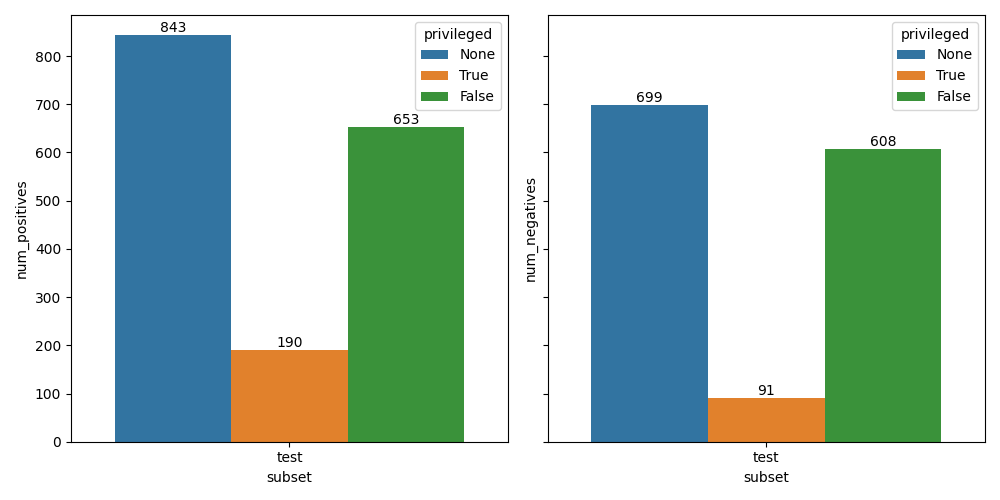 843
190
653
privileged
None
True
False
800
700
600
500
400
300
200
100
0
num_positives
test
subset
699
91
608
privileged
None
True
False
num_negatives
test
subset